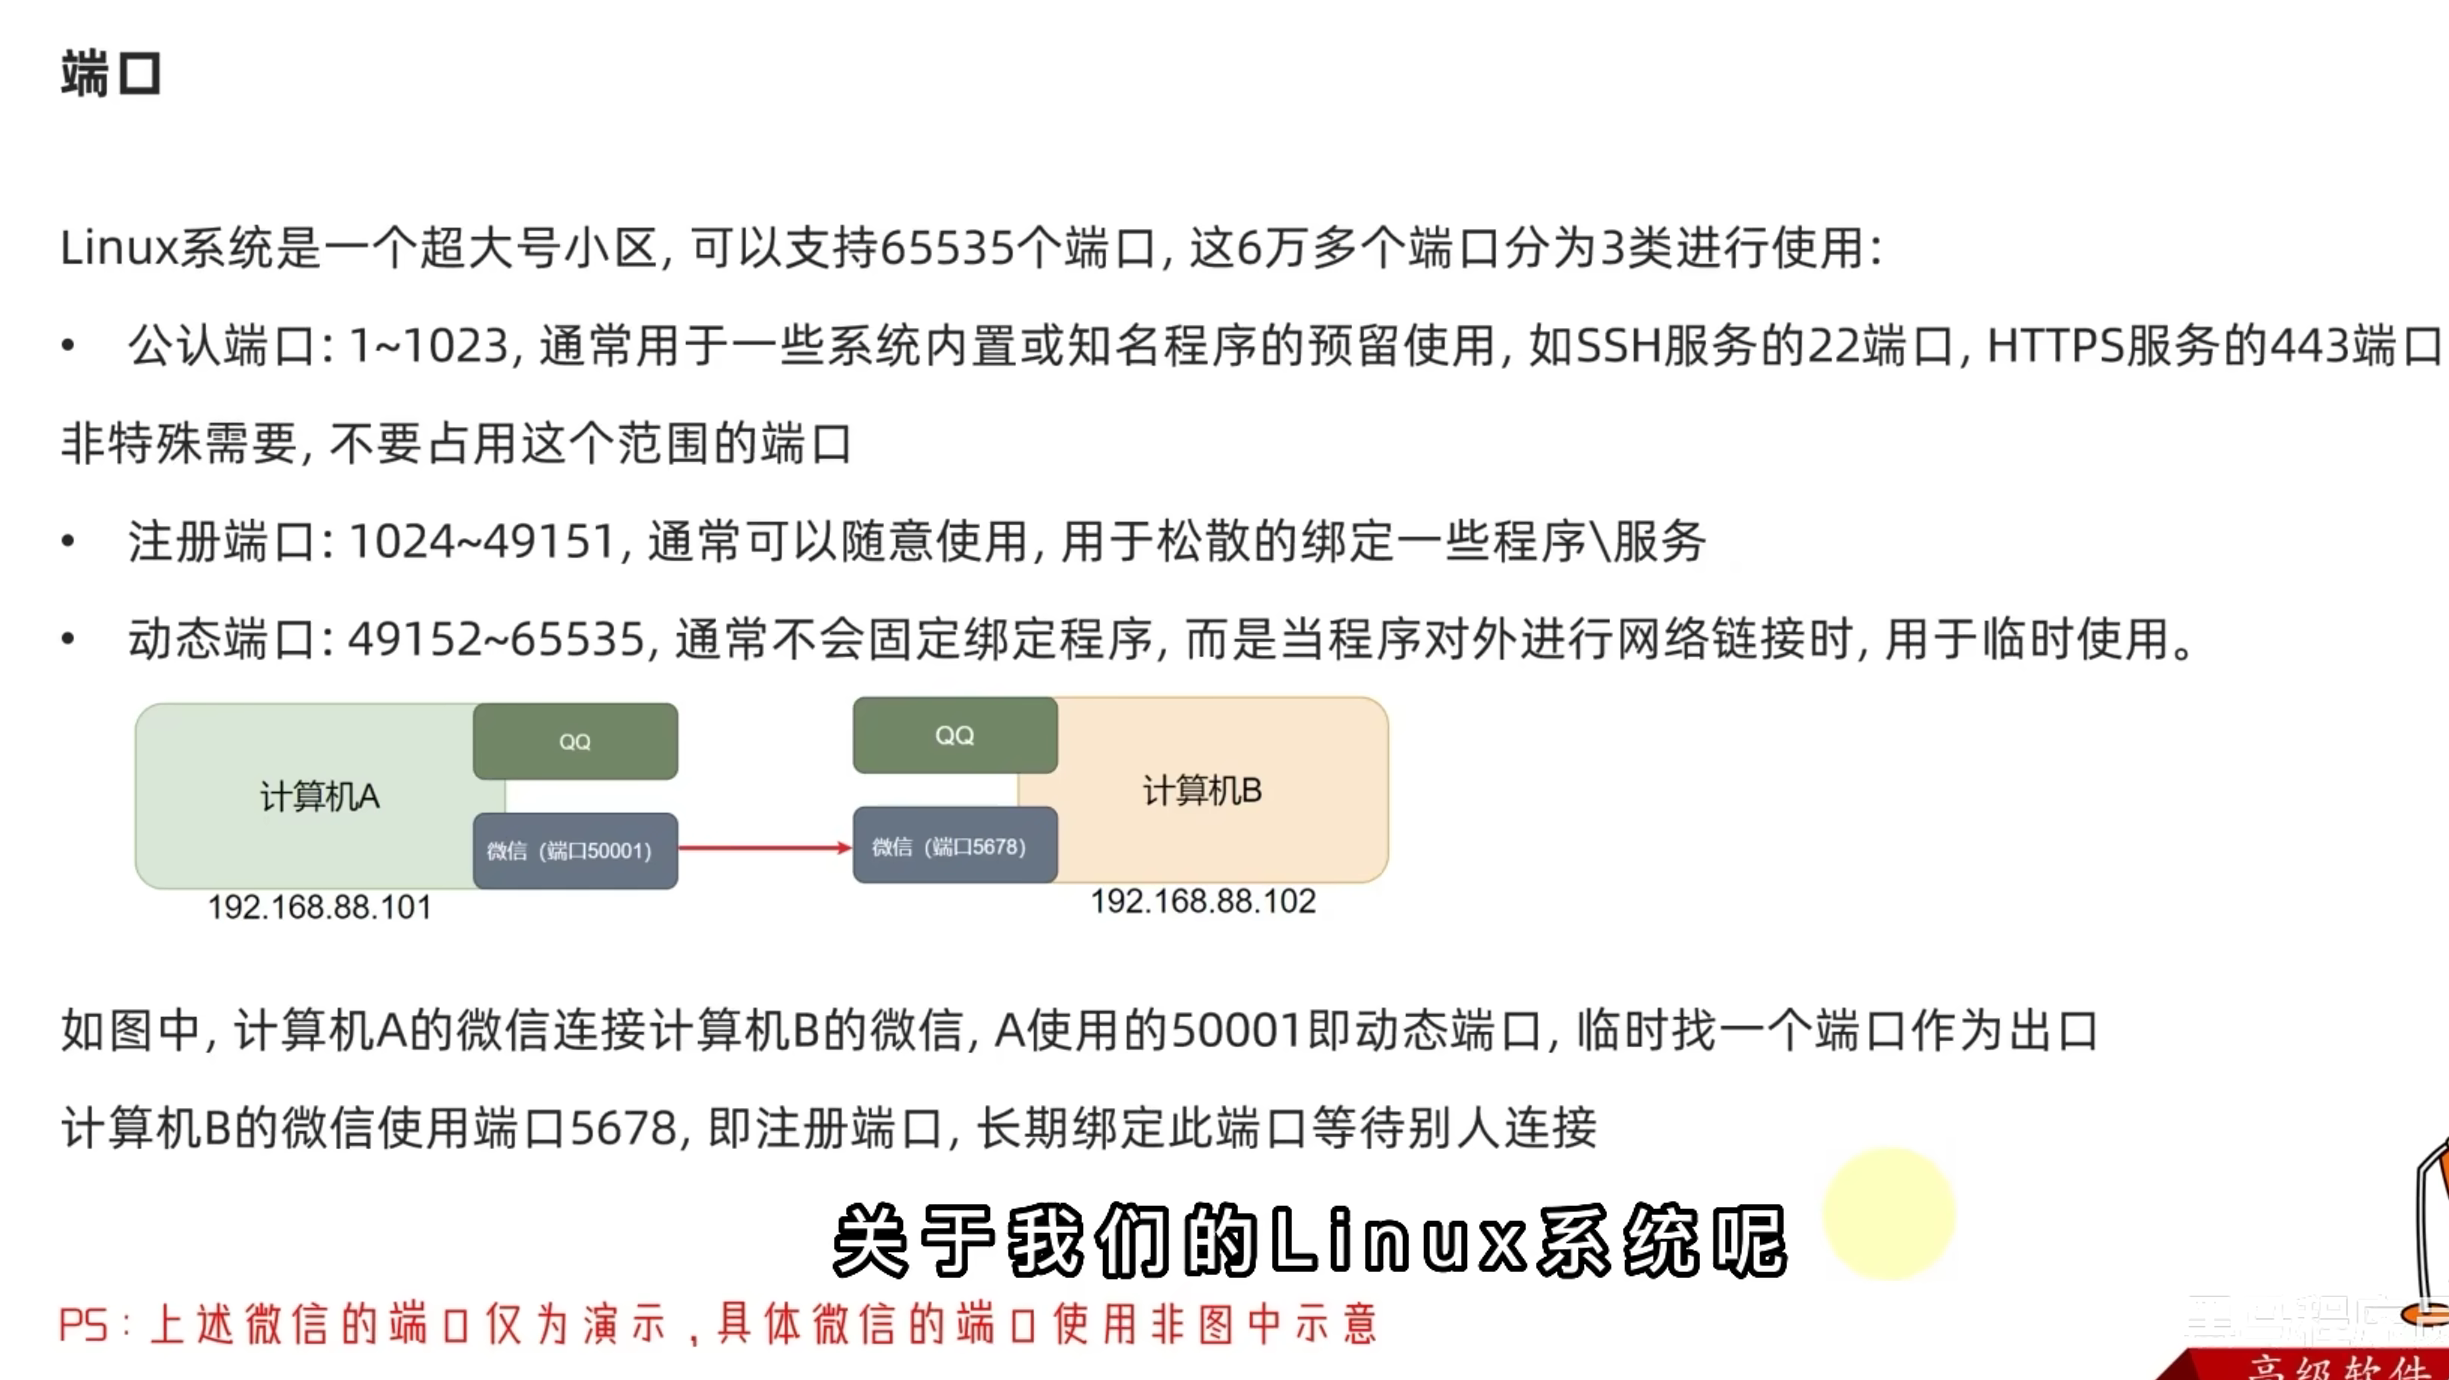 端口
Linux系统是一个超大号小区, 可以支持65535个端口, 这6万多个端口分为3类进行使用:
• 公认端口: 1~1023, 通常用于一些系统内置或知名程序的预留使用, 如SSH服务的22端口, HTTPS服务的443端口
非特殊需要, 不要占用这个范围的端口
• 注册端口: 1024~49151, 通常可以随意使用, 用于松散的绑定一些程序\服务
• 动态端口: 49152~65535, 通常不会固定绑定程序, 而是当程序对外进行网络链接时, 用于临时使用。
QQ
计算机A
微信（端口50001）
192.168.88.101
QQ
计算机B
微信（端口5678）
192.168.88.102
如图中, 计算机A的微信连接计算机B的微信, A使用的50001即动态端口, 临时找一个端口作为出口
计算机B的微信使用端口5678, 即注册端口, 长期绑定此端口等待别人连接
关于我们的Linux系统呢
PS: 上述微信的端口仅为演示,具体微信的端口使用非图中示意
高级软件